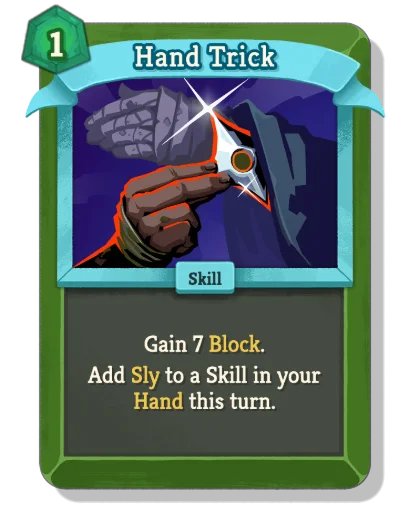 1
Hand Trick
Skill
Gain 7 Block.
Add Sly to a Skill in your
Hand this turn.